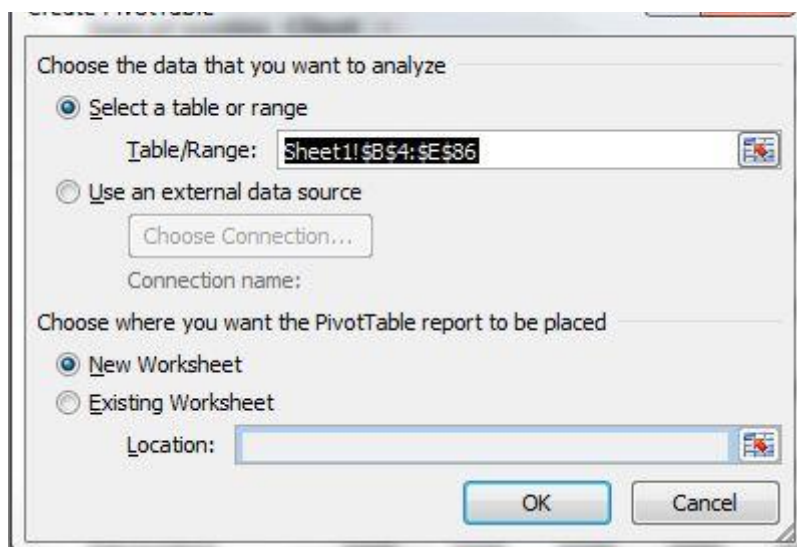 Create PivotTable
Choose the data that you want to analyze
Select a table or range
Table/Range: Sheet1!$B$4:$E$86
Use an external data source
Choose Connection...
Connection name:
Choose where you want the PivotTable report to be placed
New Worksheet
Existing Worksheet
Location:
OK Cancel